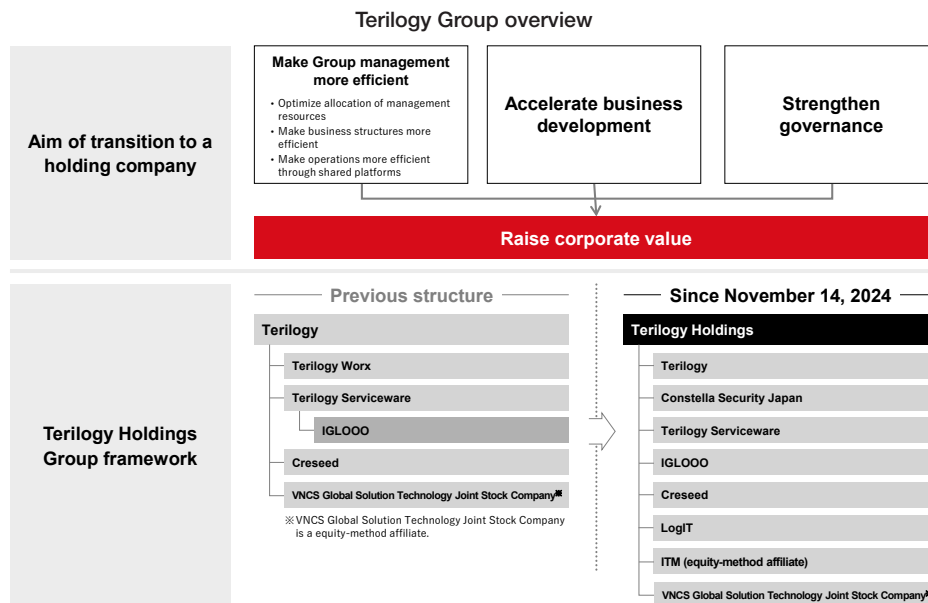 Terilogy Group overview
Aim of transition to a
holding company
Make Group management
more efficient
• Optimize allocation of management
resources
• Make business structures more
efficient
• Make operations more efficient
through shared platforms
Accelerate business
development
Strengthen
governance
Raise corporate value
Terilogy Holdings
Group framework
Previous structure
Terilogy
Terilogy Worx
Terilogy Serviceware
IGLOOO
Creseed
VNCS Global Solution Technology Joint Stock Company※
※VNCS Global Solution Technology Joint Stock Company
is a equity-method affiliate.
Since November 14, 2024
Terilogy Holdings
Terilogy
Constella Security Japan
Terilogy Serviceware
IGLOOO
Creseed
LogIT
ITM (equity-method affiliate)
VNCS Global Solution Technology Joint Stock Company※